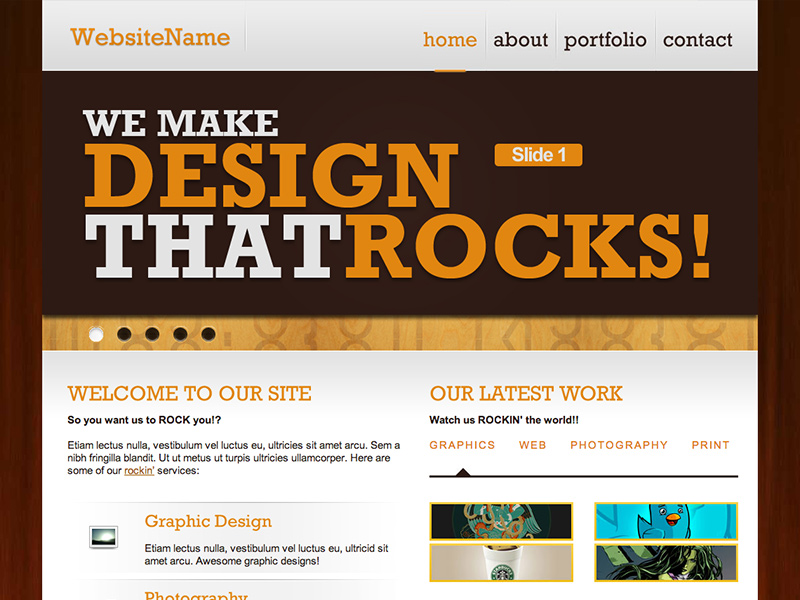 WebsiteName
home about portfolio contact
WE MAKE
DESIGN
Slide 1
THATROCKS!
WELCOME TO OUR SITE
So you want us to ROCK you!?
Etiam lectus nulla, vestibulum vel luctus eu, ultricies sit amet arcu. Sem a
nibh fringilla blandit. Ut ut metus ut turpis ultricies ullamcorper. Here are
some of our rockin' services:
Graphic Design
Etiam lectus nulla, vestibulum vel luctus eu, ultricid sit
amet arcu. Awesome graphic designs!
Photography
OUR LATEST WORK
Watch us ROCKIN' the world!!
GRAPHICS WEB PHOTOGRAPHY PRINT